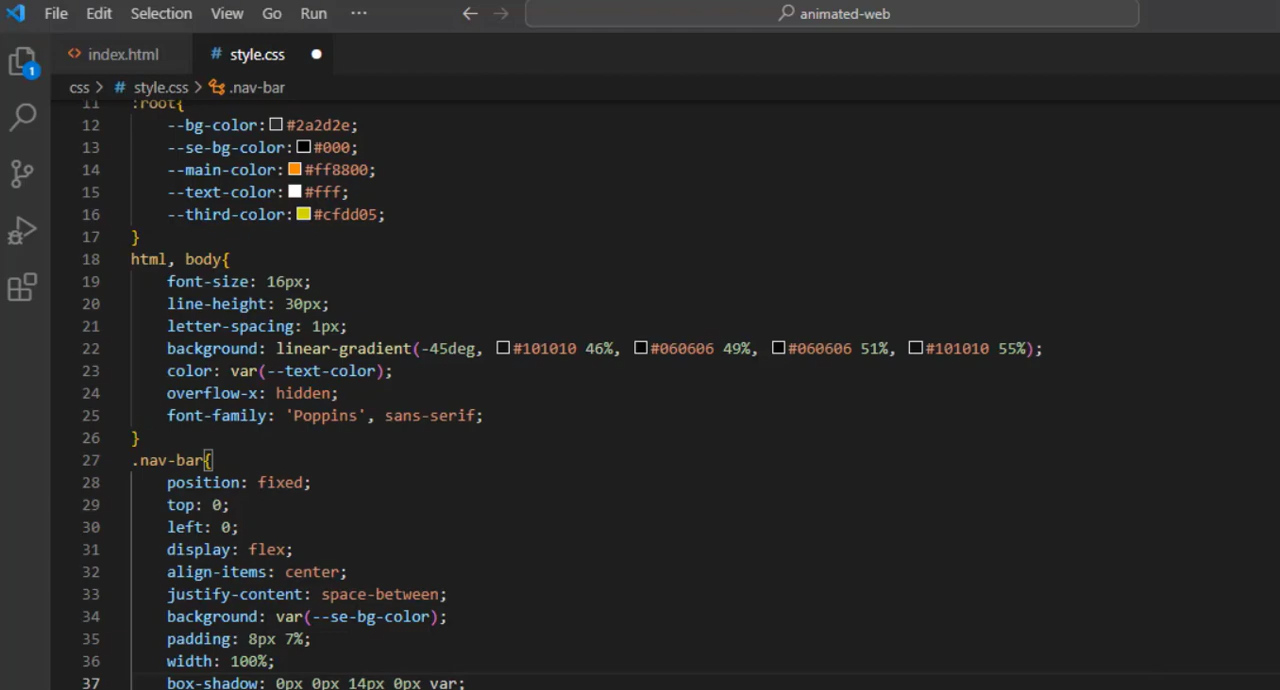 File Edit Selection View Go Run ··· ← → animated-web
index.html # style.css ●
1
css > # style.css > .nav-bar
11 :root{
12 --bg-color: #2a2d2e;
13 --se-bg-color: #000;
14 --main-color: #ff8800;
15 --text-color: #fff;
16 --third-color: #cfdd05;
17 }
18 html, body{
19 font-size: 16px;
20 line-height: 30px;
21 letter-spacing: 1px;
22 background: linear-gradient(-45deg, #101010 46%, #060606 49%, #060606 51%, #101010 55%);
23 color: var(--text-color);
24 overflow-x: hidden;
25 font-family: 'Poppins', sans-serif;
26 }
27 .nav-bar{
28 position: fixed;
29 top: 0;
30 left: 0;
31 display: flex;
32 align-items: center;
33 justify-content: space-between;
34 background: var(--se-bg-color);
35 padding: 8px 7%;
36 width: 100%;
37 box-shadow: 0px 0px 14px 0px var;